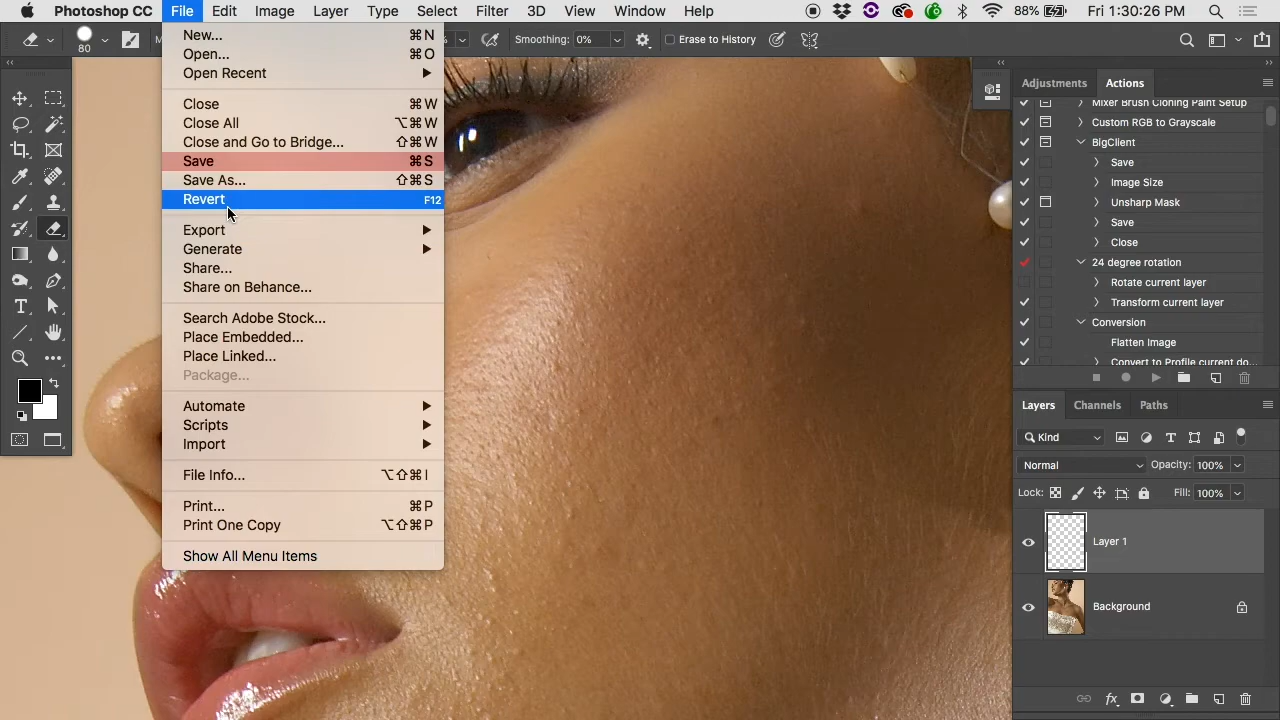 Photoshop CC File Edit Image Layer Type Select Filter 3D View Window Help 88% Fri 1:30:26 PM
80 % Smoothing: 0% Erase to History
New... ⌘N
Open... ⌘O
Open Recent
Close ⌘W
Close All ⌥⌘W
Close and Go to Bridge... ⇧⌘W
Save ⌘S
Save As... ⇧⌘S
Revert F12
Export
Generate
Share...
Share on Behance...
Search Adobe Stock...
Place Embedded...
Place Linked...
Package...
Automate
Scripts
Import
File Info... ⌥⇧⌘I
Print... ⌘P
Print One Copy ⌥⇧⌘P
Show All Menu Items
Adjustments Actions
Mixer Brush Cloning Paint Setup
Custom RGB to Grayscale
BigClient
Save
Image Size
Unsharp Mask
Save
Close
24 degree rotation
Rotate current layer
Transform current layer
Conversion
Flatten Image
Convert to Profile current do...
Layers Channels Paths
Kind
Normal Opacity: 100%
Lock: Fill: 100%
Layer 1
Background